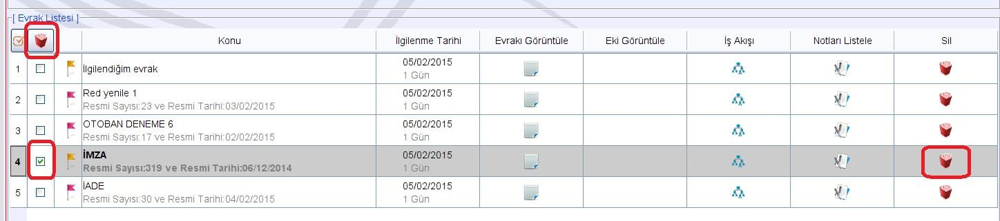 [ Evrak Listesi ]
Konu İlgilenme Tarihi Evrakı Görüntüle Eki Görüntüle İş Akışı Notları Listele Sil
1 İlgilendiğim evrak 05/02/2015
1 Gün
2 Red yenile 1 05/02/2015
Resmi Sayısı:23 ve Resmi Tarihi:03/02/2015 1 Gün
3 OTOBAN DENEME 6 05/02/2015
Resmi Sayısı:17 ve Resmi Tarihi:02/02/2015 1 Gün
4 İMZA 05/02/2015
Resmi Sayısı:319 ve Resmi Tarihi:06/12/2014 1 Gün
5 İADE 05/02/2015
Resmi Sayısı:30 ve Resmi Tarihi:04/02/2015 1 Gün